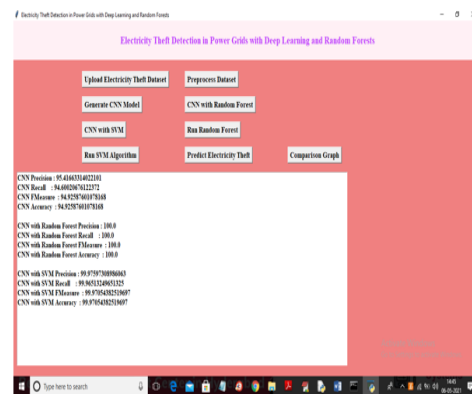 Electricity Theft Detection in Power Grids with Deep Learning and Random Forests
Electricity Theft Detection in Power Grids with Deep Learning and Random Forests
Upload Electricity Theft Dataset Preprocess Dataset
Generate CNN Model CNN with Random Forest
CNN with SVM Run Random Forest
Run SVM Algorithm Predict Electricity Theft Comparison Graph
CNN Precision : 95.41663314022101
CNN Recall : 94.60020676122372
CNN FMeasure : 94.92587601078168
CNN Accuracy : 94.92587601078168
CNN with Random Forest Precision : 100.0
CNN with Random Forest Recall : 100.0
CNN with Random Forest FMeasure : 100.0
CNN with Random Forest Accuracy : 100.0
CNN with SVM Precision : 99.97597308986063
CNN with SVM Recall : 99.96513249651325
CNN with SVM FMeasure : 99.97054382519697
CNN with SVM Accuracy : 99.97054382519697
Type here to search
14:45
06-05-2021